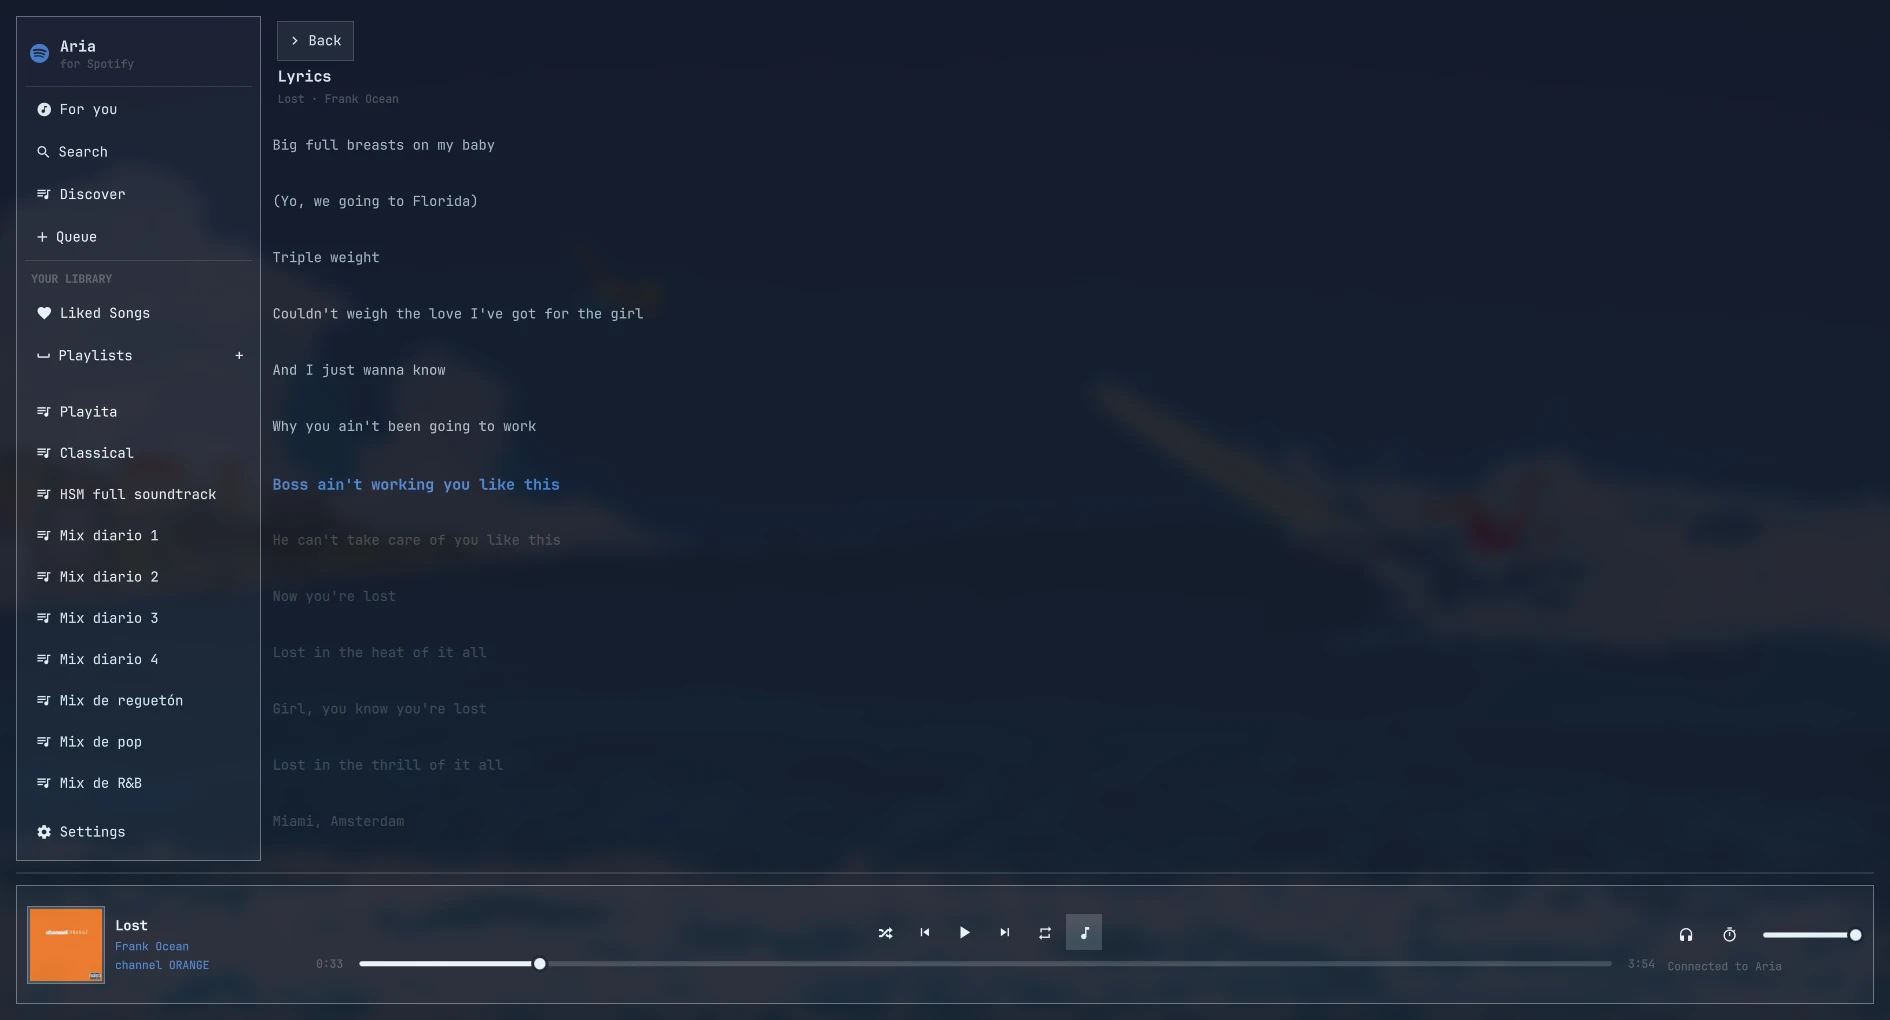 Aria
for Spotify
For you
Search
Discover
Queue
YOUR LIBRARY
Liked Songs
Playlists +
Playita
Classical
HSM full soundtrack
Mix diario 1
Mix diario 2
Mix diario 3
Mix diario 4
Mix de reguetón
Mix de pop
Mix de R&B
Settings
Back
Lyrics
Lost · Frank Ocean
Big full breasts on my baby
(Yo, we going to Florida)
Triple weight
Couldn't weigh the love I've got for the girl
And I just wanna know
Why you ain't been going to work
Boss ain't working you like this
He can't take care of you like this
Now you're lost
Lost in the heat of it all
Girl, you know you're lost
Lost in the thrill of it all
Miami, Amsterdam
channel ORANGE
Lost
Frank Ocean
channel ORANGE
0:33
3:54
Connected to Aria